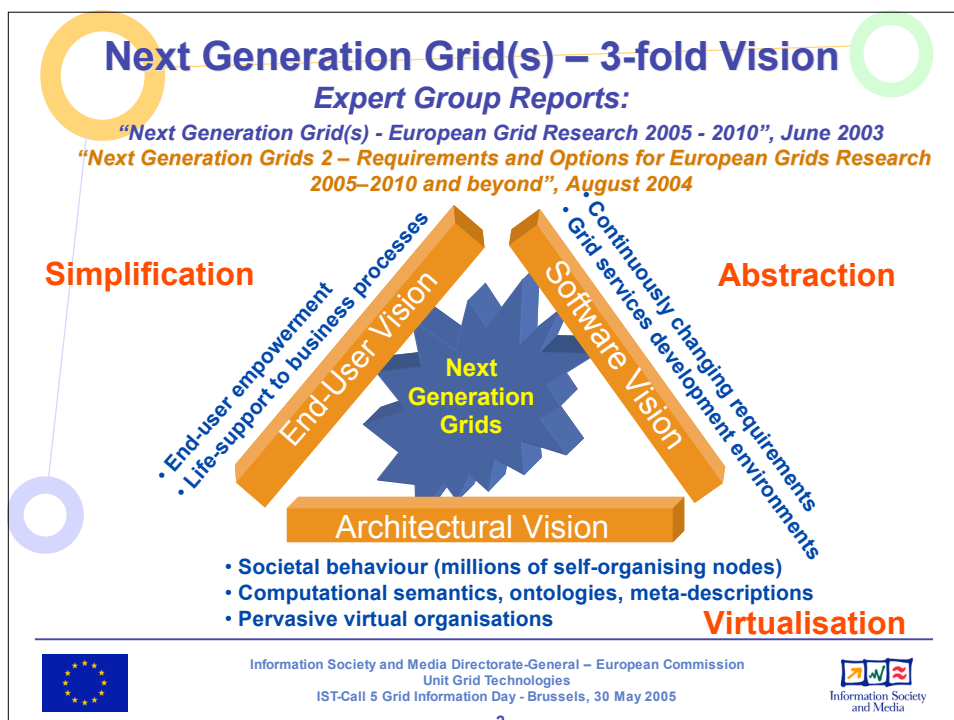 Next Generation Grid(s) – 3-fold Vision
Expert Group Reports:
“Next Generation Grid(s) - European Grid Research 2005 - 2010”, June 2003
“Next Generation Grids 2 – Requirements and Options for European Grids Research
2005–2010 and beyond”, August 2004
Simplification
• End-user empowerment
• Life-support to business processes
End-User Vision
Next
Generation
Grids
Software Vision
• Continuously changing requirements
• Grid services development environments
Abstraction
Architectural Vision
• Societal behaviour (millions of self-organising nodes)
• Computational semantics, ontologies, meta-descriptions
• Pervasive virtual organisations
Virtualisation
Information Society and Media Directorate-General – European Commission
Unit Grid Technologies
IST-Call 5 Grid Information Day - Brussels, 30 May 2005
Information Society
and Media